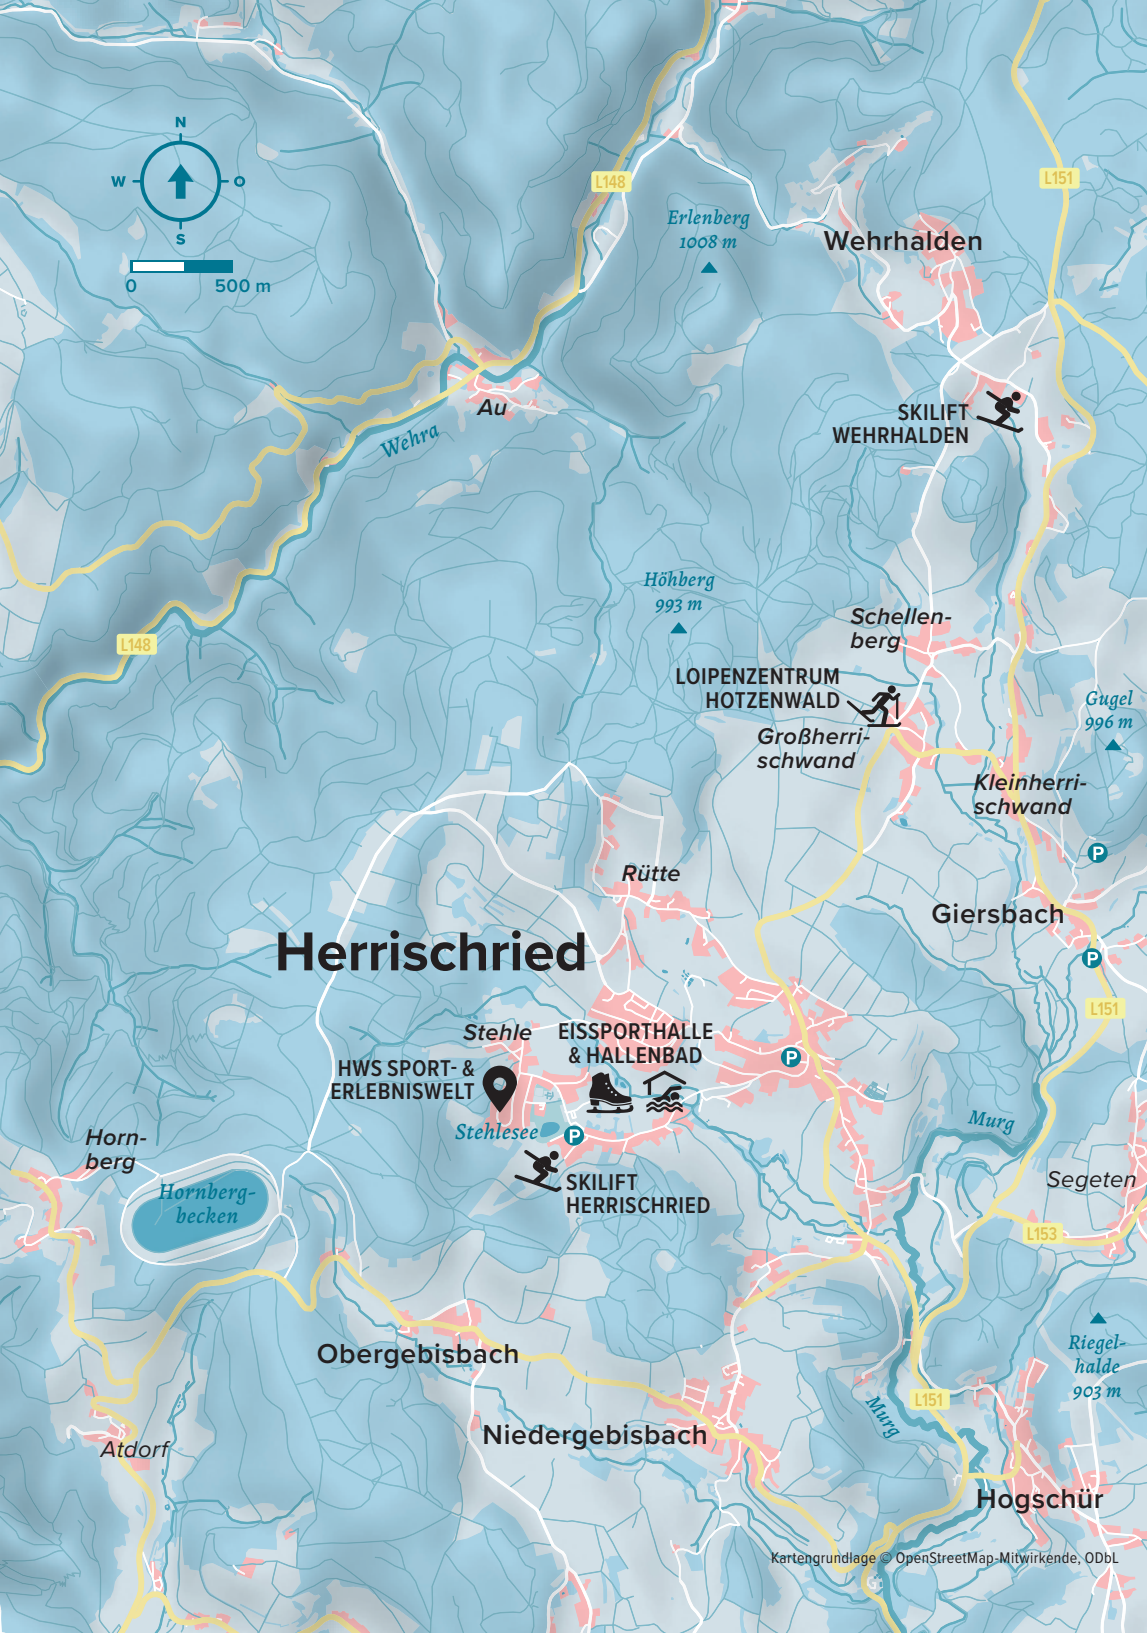 N
W
O
S
0
500 m
L148
L151
Erlenberg
1008 m
Wehrhalden
Au
SKILIFT
WEHRHALDEN
Wehra
Höhberg
993 m
Schellen-
berg
L148
LOIPENZENTRUM
HOTZENWALD
Gugel
996 m
Großherri-
schwand
Kleinherri-
schwand
P
Rütte
Giersbach
Herrischried
P
L151
Stehle
EISSPORTHALLE
& HALLENBAD
P
HWS SPORT- &
ERLEBNISWELT
Murg
Stehlesee
P
Horn-
berg
Hornberg-
becken
SKILIFT
HERRISCHRIED
Segeten
L153
Obergebisbach
Riegel-
halde
903 m
L151
Murg
Niedergebisbach
Atdorf
Hogschür
Kartengrundlage © OpenStreetMap-Mitwirkende, ODbL